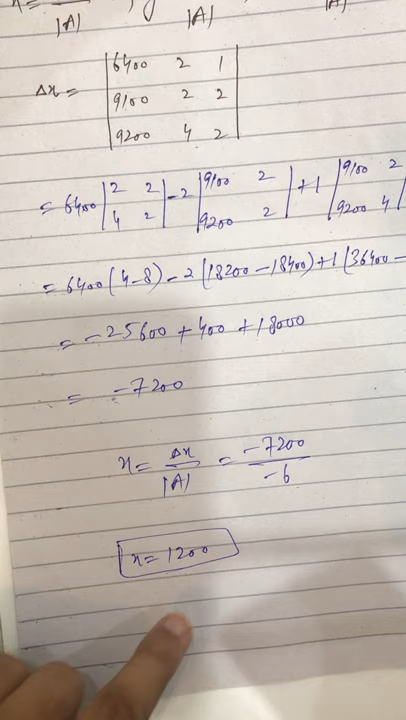 x = |A| |A| |A|
Δx = | 6400 2 1 |
| 9100 2 2 |
| 9200 4 2 |
= 6400 | 2 2 | - 2 | 9100 2 | + 1 | 9100 2
| 4 2 | | 9200 2 | | 9200 4 |
= 6400 (4-8) - 2 (18200 - 18400) + 1 (36400 -
= -25600 + 400 + 18000
= -7200
x = Δx / |A| = -7200 / -6
x = 1200